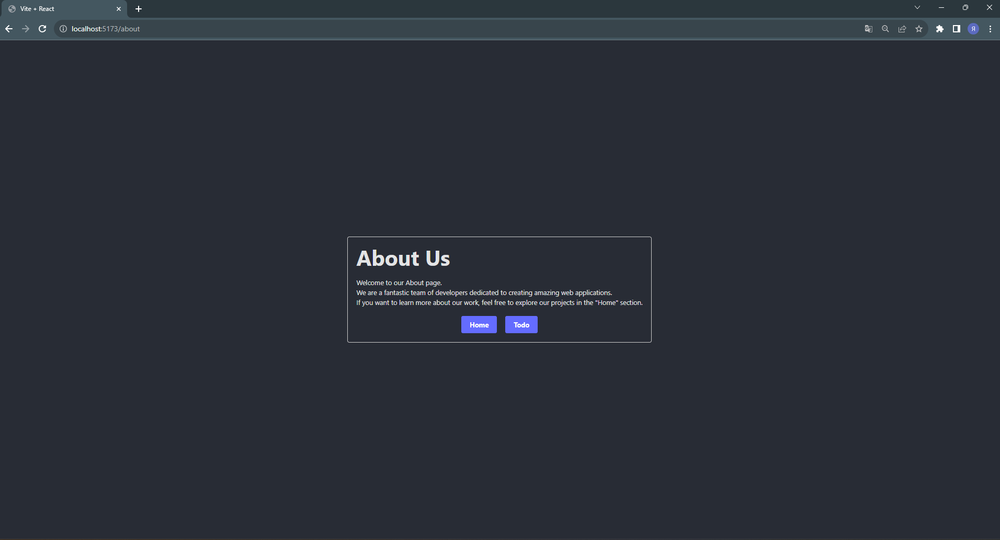 Vite + React
localhost:5173/about
Я
About Us
Welcome to our About page.
We are a fantastic team of developers dedicated to creating amazing web applications.
If you want to learn more about our work, feel free to explore our projects in the "Home" section.
Home Todo